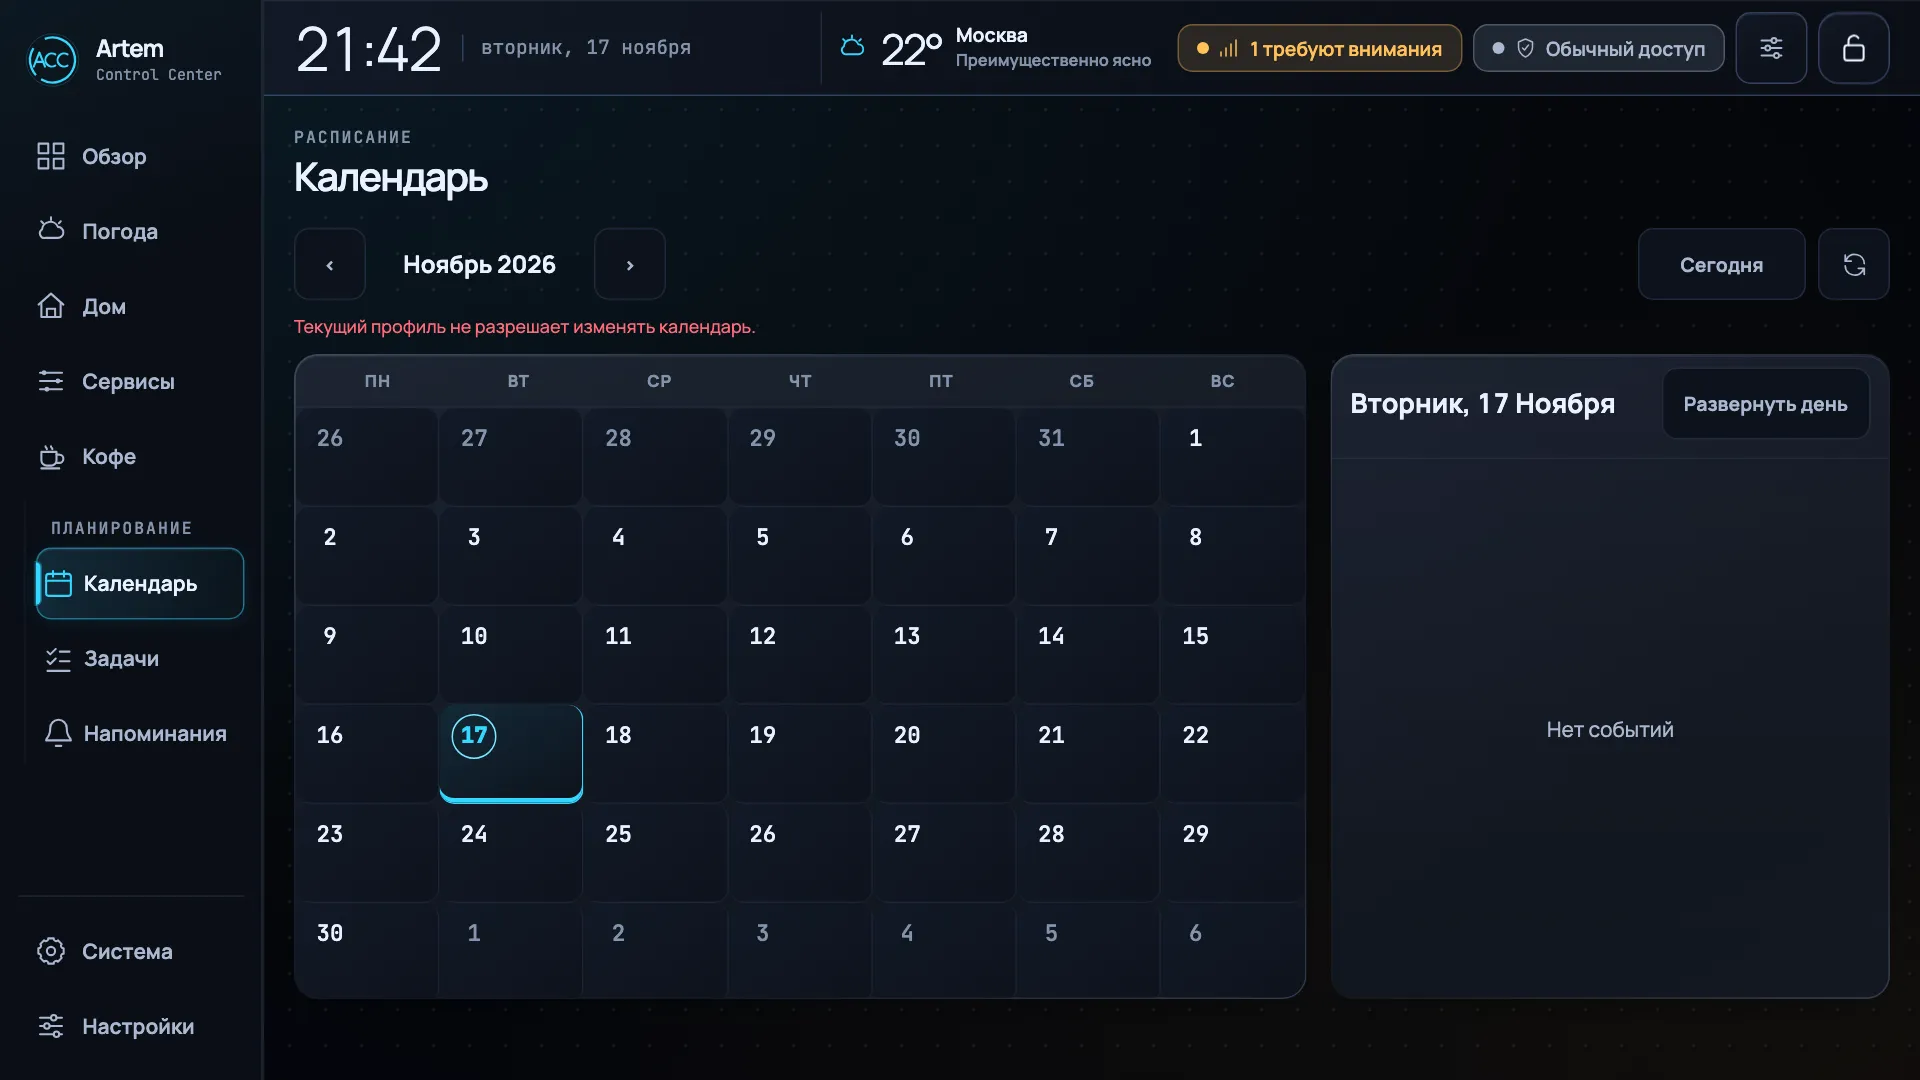 ACC
Artem
Control Center
Обзор
Погода
Дом
Сервисы
Кофе
ПЛАНИРОВАНИЕ
Календарь
Задачи
Напоминания
Система
Настройки
21:42
вторник, 17 ноября
22°
Москва
Преимущественно ясно
1 требуют внимания
Обычный доступ
РАСПИСАНИЕ
Календарь
‹ Ноябрь 2026 ›
Сегодня
Текущий профиль не разрешает изменять календарь.
ПН ВТ СР ЧТ ПТ СБ ВС
26 27 28 29 30 31 1
2 3 4 5 6 7 8
9 10 11 12 13 14 15
16 17 18 19 20 21 22
23 24 25 26 27 28 29
30 1 2 3 4 5 6
Вторник, 17 Ноября
Развернуть день
Нет событий